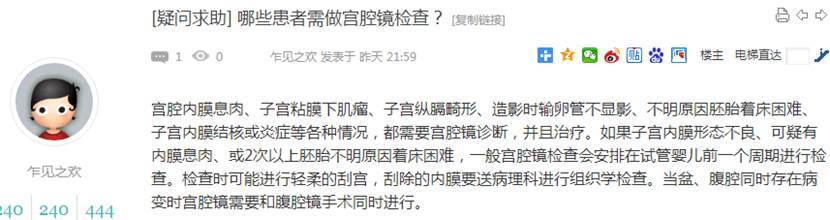 [疑问求助] 哪些患者需做宫腔镜检查？ [复制链接]
1 0 乍见之欢 发表于 昨天 21:59 贴 楼主 电梯直达
宫腔内膜息肉、子宫粘膜下肌瘤、子宫纵膈畸形、造影时输卵管不显影、不明原因胚胎着床困难、
子宫内膜结核或炎症等各种情况，都需要宫腔镜诊断，并且治疗。如果子宫内膜形态不良、可疑有
内膜息肉、或2次以上胚胎不明原因着床困难，一般宫腔镜检查会安排在试管婴儿前一个周期进行检
查。检查时可能进行轻柔的刮宫，刮除的内膜要送病理科进行组织学检查。当盆、腹腔同时存在病
变时宫腔镜需要和腹腔镜手术同时进行。
乍见之欢
240 240 444